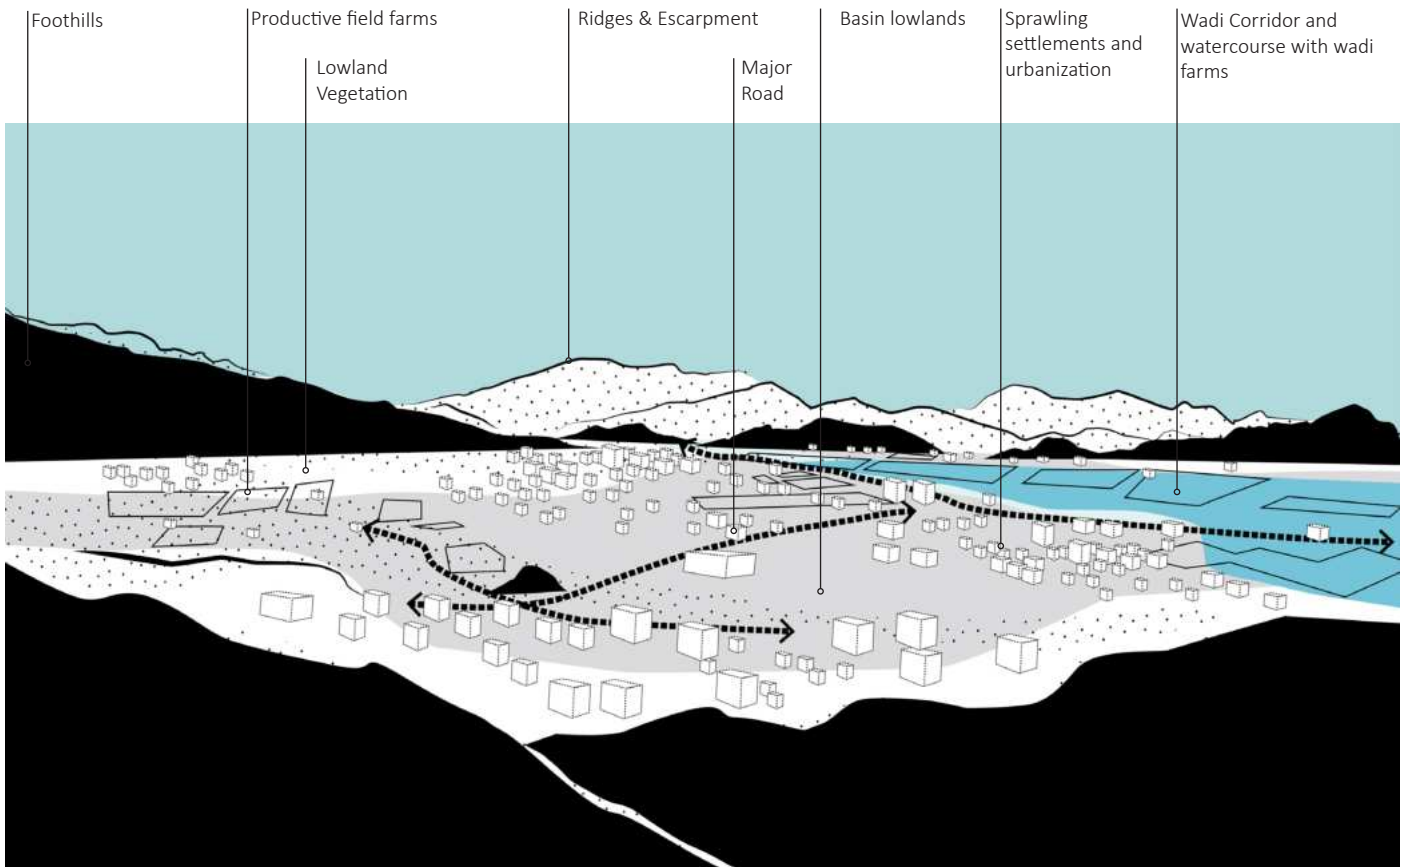 Foothills
Productive field farms
Lowland
Vegetation
Ridges & Escarpment
Major
Road
Basin lowlands
Sprawling
settlements and
urbanization
Wadi Corridor and
watercourse with wadi
farms